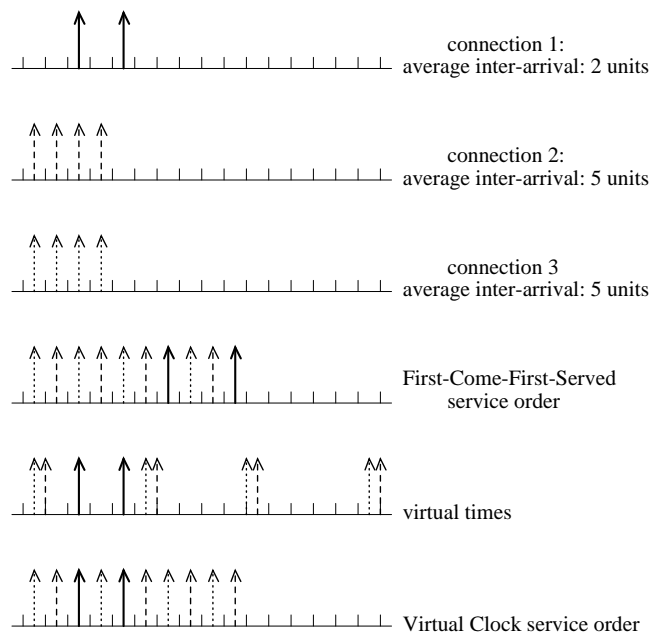 connection 1:
average inter-arrival: 2 units
connection 2:
average inter-arrival: 5 units
connection 3
average inter-arrival: 5 units
First-Come-First-Served
service order
virtual times
Virtual Clock service order